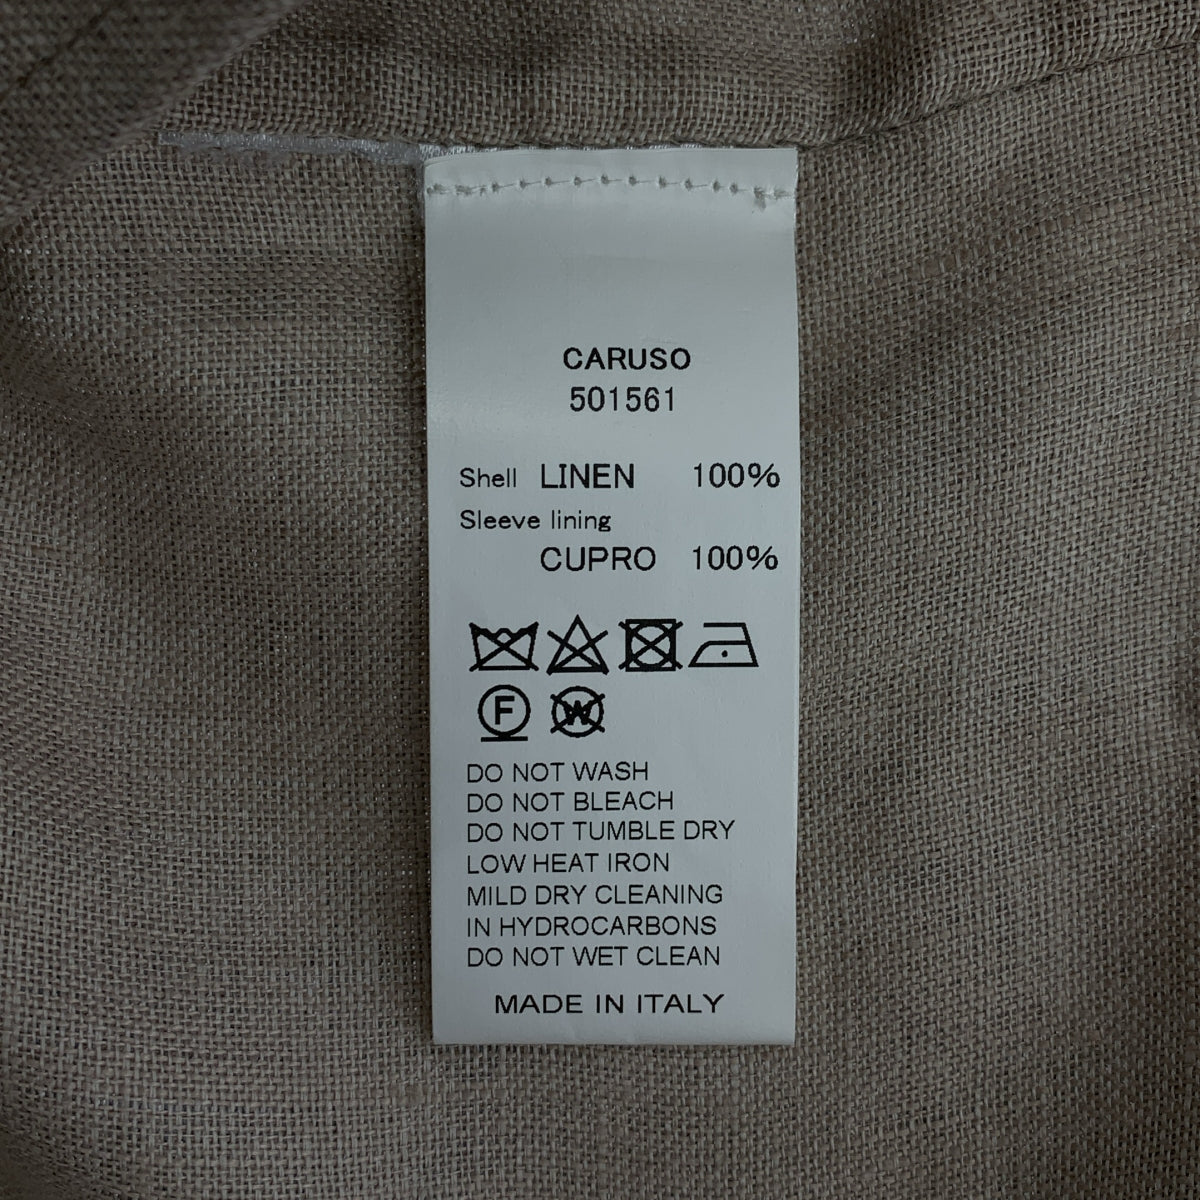 CARUSO
501561
Shell LINEN 100%
Sleeve lining
CUPRO 100%
F W
DO NOT WASH
DO NOT BLEACH
DO NOT TUMBLE DRY
LOW HEAT IRON
MILD DRY CLEANING
IN HYDROCARBONS
DO NOT WET CLEAN
MADE IN ITALY